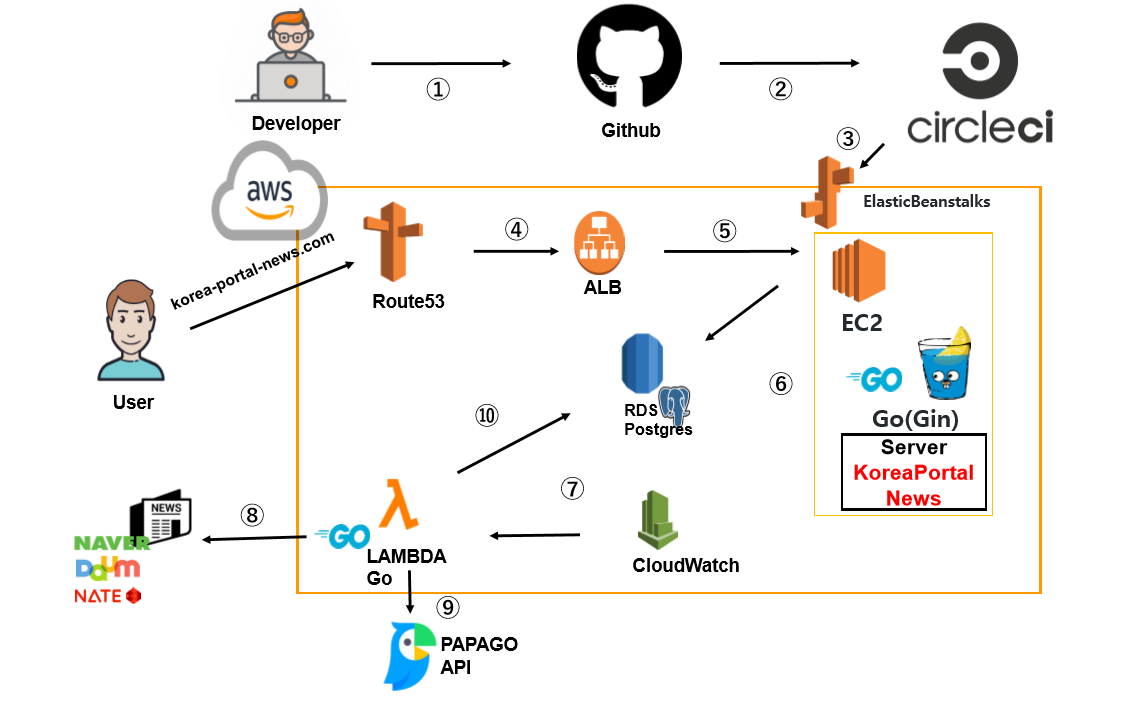 ①
②
Developer
Github
circleci
③
aws
ElasticBeanstalks
korea-portal-news.com
Route53
④
ALB
⑤
EC2
User
RDS
Postgres
⑥
GO
Go(Gin)
Server
KoreaPortal
News
⑩
⑦
NEWS
NAVER
Daum
NATE
⑧
GO
LAMBDA
Go
CloudWatch
⑨
PAPAGO
API